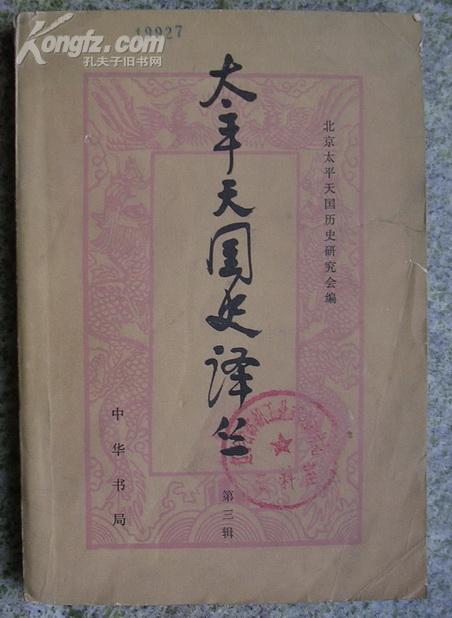 Kongfz.com
孔夫子旧书网
19927
太平天国史译丛
北京太平天国历史研究会编
第三辑
中华书局